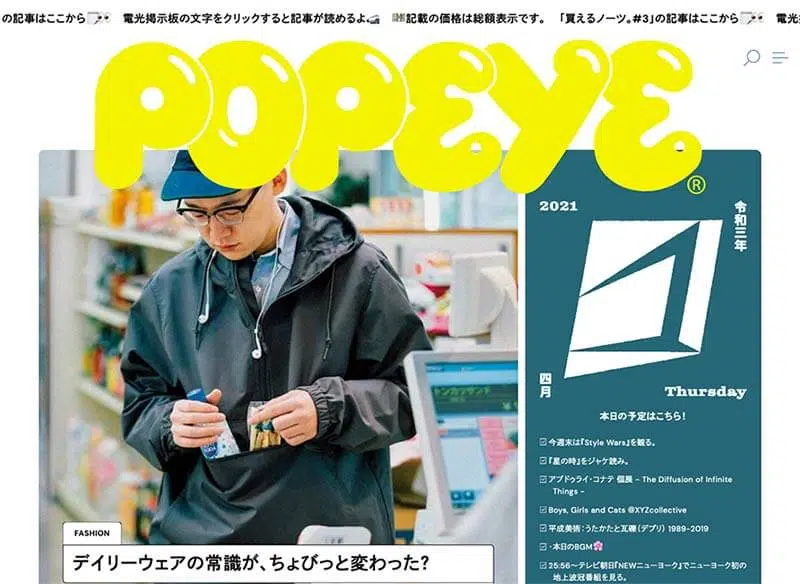 の記事はここから 電光掲示板の文字をクリックすると記事が読めるよ。 記載の価格は総額表示です。 「買えるノーツ。#3」の記事はここから 電光
POPEYE®
2021
令和三年
四月
Thursday
本日の予定はこちら!
今週末は『Style Wars』を観る。
『星の時』をジャケ読み。
アブドゥライ・コナテ 個展 – The Diffusion of Infinite
Things –
Boys, Girls and Cats @XYZcollective
平成美術:うたかたと瓦礫(デブリ) 1989-2019
・本日のBGM
25:56〜テレビ朝日『NEWニューヨーク』でニューヨーク初の
地上波冠番組を見る。
トンカツサンド
FASHION
デイリーウェアの常識が、ちょびっと変わった?